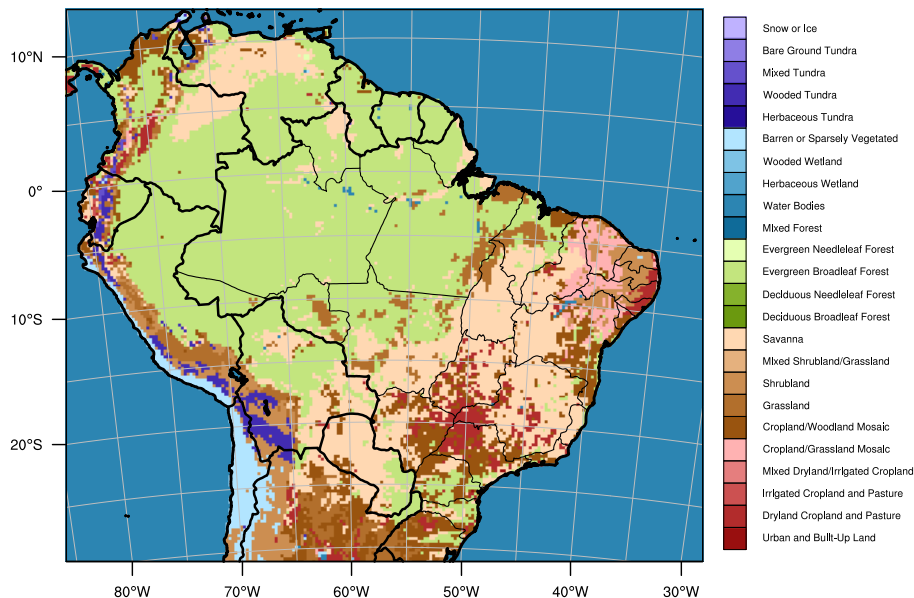 10°N
0°
10°S
20°S
80°W
70°W
60°W
50°W
40°W
30°W
Snow or Ice
Bare Ground Tundra
Mixed Tundra
Wooded Tundra
Herbaceous Tundra
Barren or Sparsely Vegetated
Wooded Wetland
Herbaceous Wetland
Water Bodies
Mixed Forest
Evergreen Needleleaf Forest
Evergreen Broadleaf Forest
Deciduous Needleleaf Forest
Deciduous Broadleaf Forest
Savanna
Mixed Shrubland/Grassland
Shrubland
Grassland
Cropland/Woodland Mosaic
Cropland/Grassland Mosaic
Mixed Dryland/Irrigated Cropland
Irrigated Cropland and Pasture
Dryland Cropland and Pasture
Urban and Built-Up Land